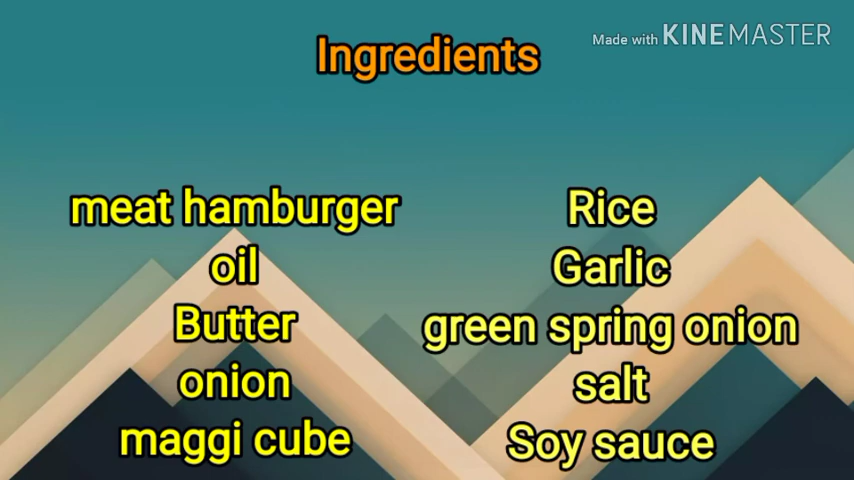 Made with KINEMASTER
Ingredients
meat hamburger
oil
Butter
onion
maggi cube
Rice
Garlic
green spring onion
salt
Soy sauce